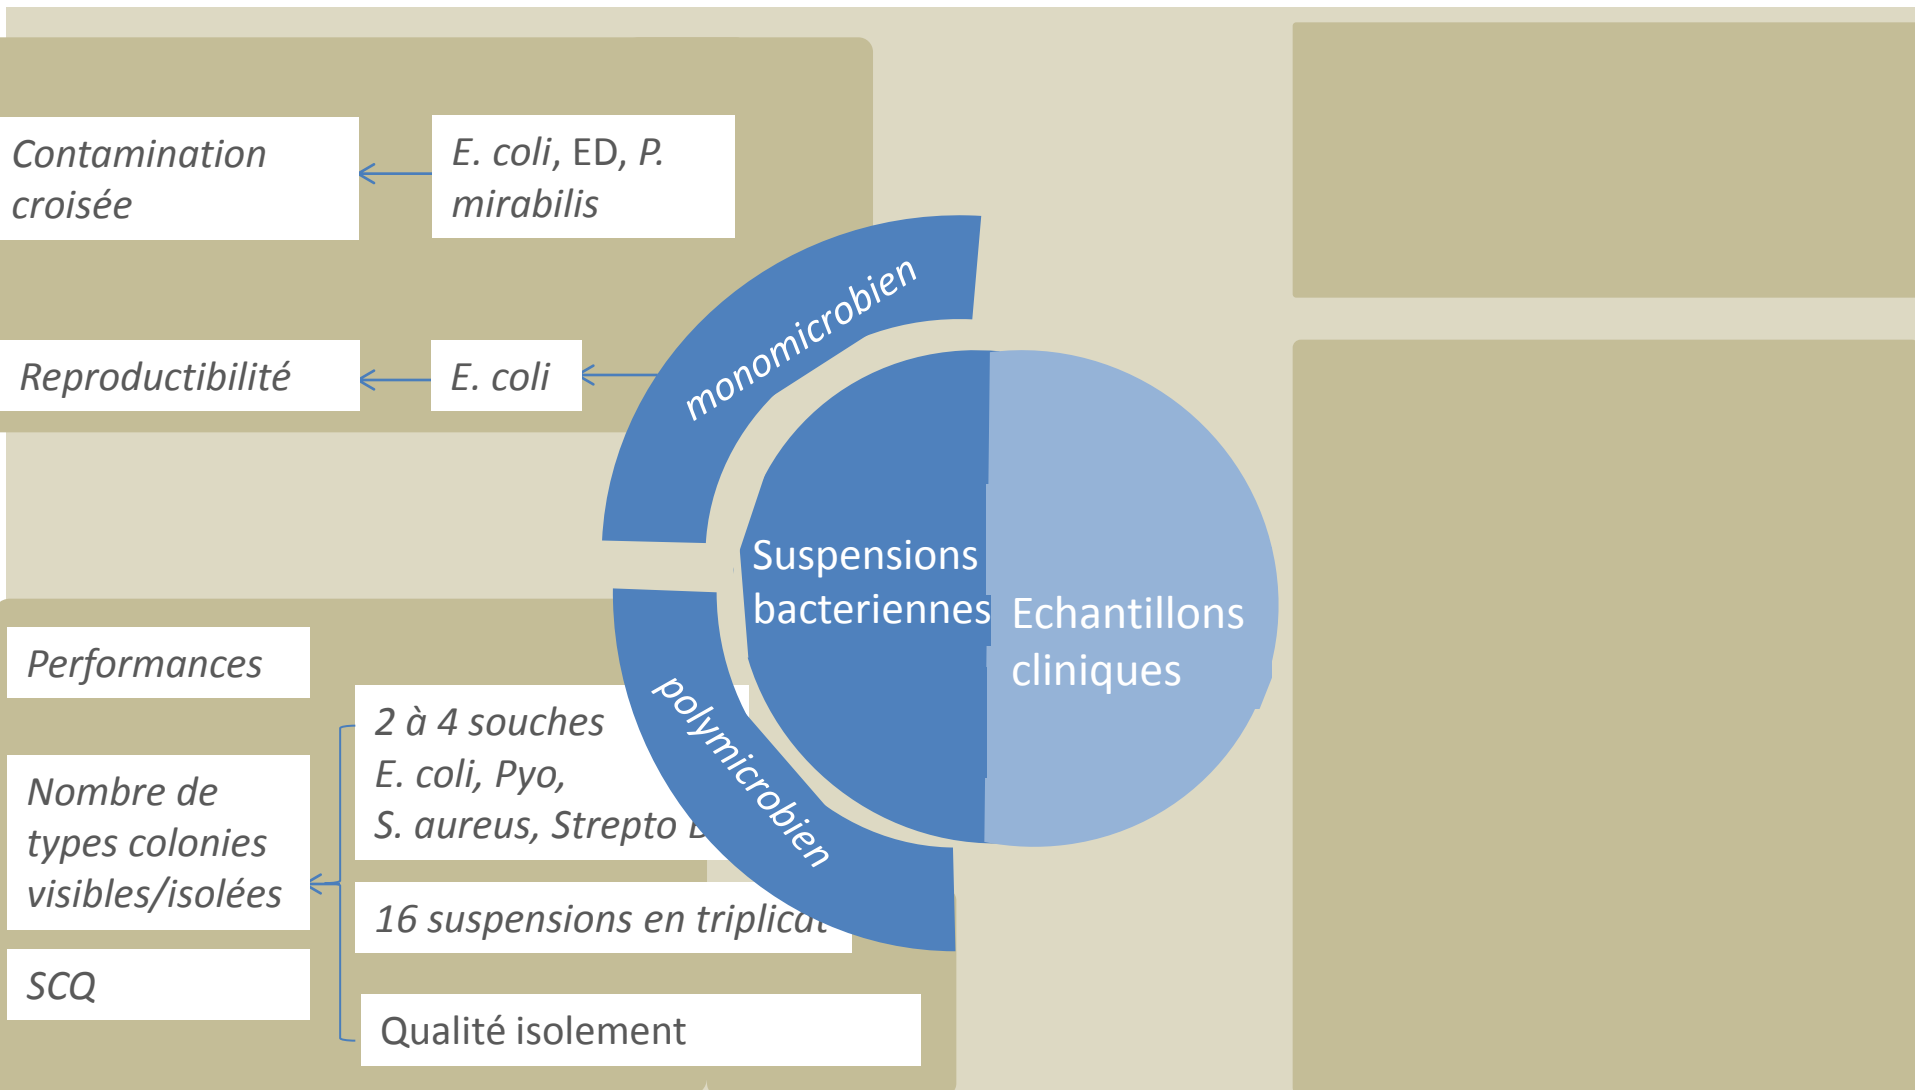 Contamination
croisée
E. coli, ED, P.
mirabilis
Reproductibilité
E. coli
monomicrobien
Suspensions
bacteriennes
Echantillons
cliniques
polymicrobien
Performances
2 à 4 souches
E. coli, Pyo,
S. aureus, Strepto B
Nombre de
types colonies
visibles/isolées
16 suspensions en triplicat
SCQ
Qualité isolement